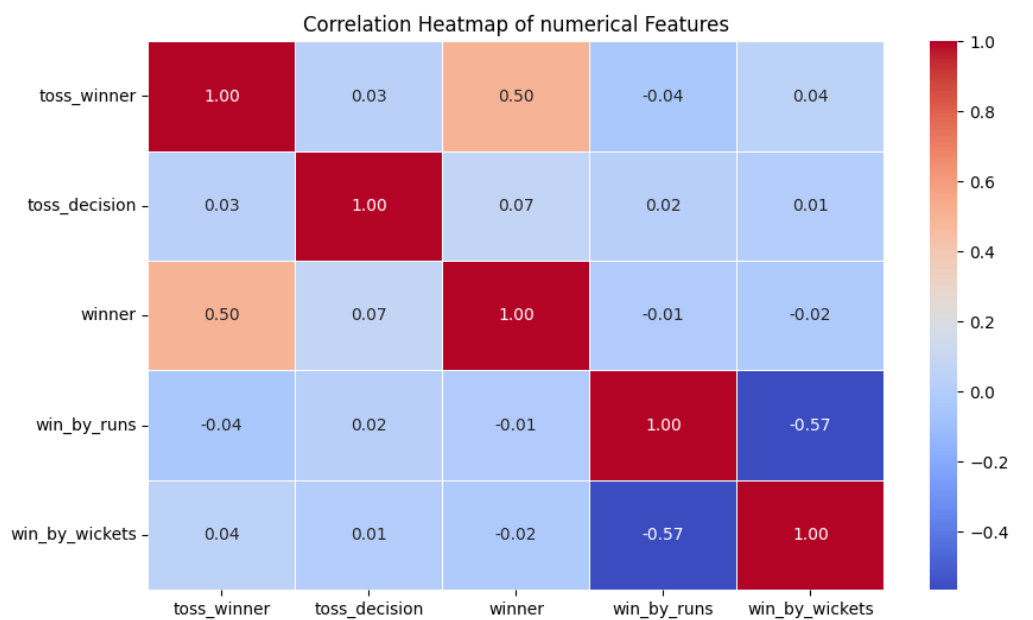 Correlation Heatmap of numerical Features
toss_winner 1.00 0.03 0.50 -0.04 0.04
toss_decision 0.03 1.00 0.07 0.02 0.01
winner 0.50 0.07 1.00 -0.01 -0.02
win_by_runs -0.04 0.02 -0.01 1.00 -0.57
win_by_wickets 0.04 0.01 -0.02 -0.57 1.00
toss_winner toss_decision winner win_by_runs win_by_wickets
1.0
0.8
0.6
0.4
0.2
0.0
−0.2
−0.4